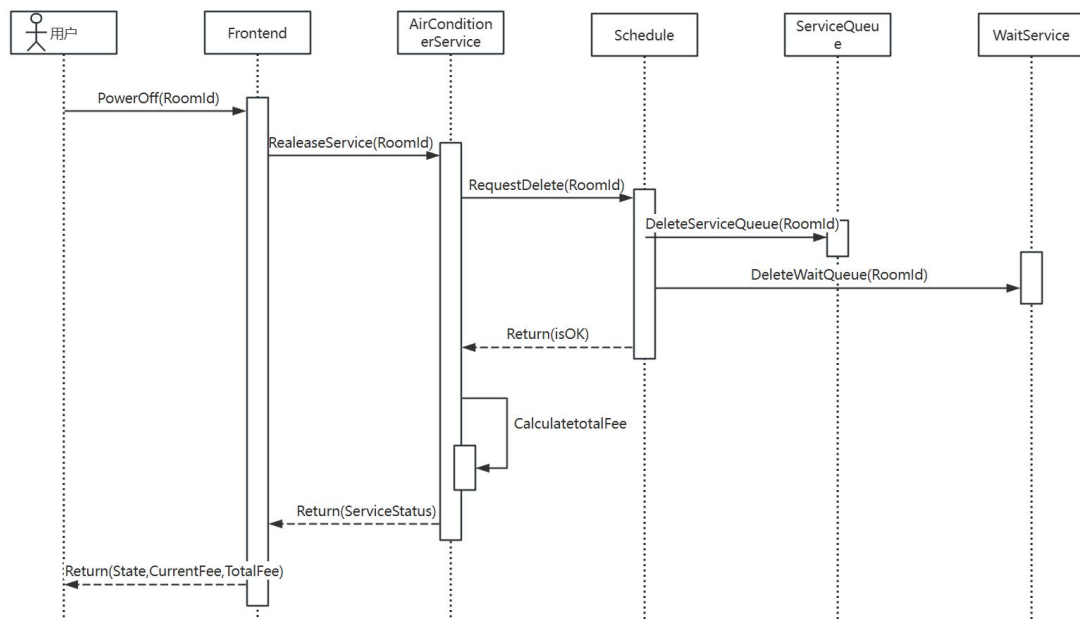 用户
Frontend
AirCondition
erService
Schedule
ServiceQueu
e
WaitService
PowerOff(RoomId)
RealeaseService(RoomId)
RequestDelete(RoomId)
DeleteServiceQueue(RoomId)
DeleteWaitQueue(RoomId)
Return(isOK)
CalculatetotalFee
Return(ServiceStatus)
Return(State,CurrentFee,TotalFee)